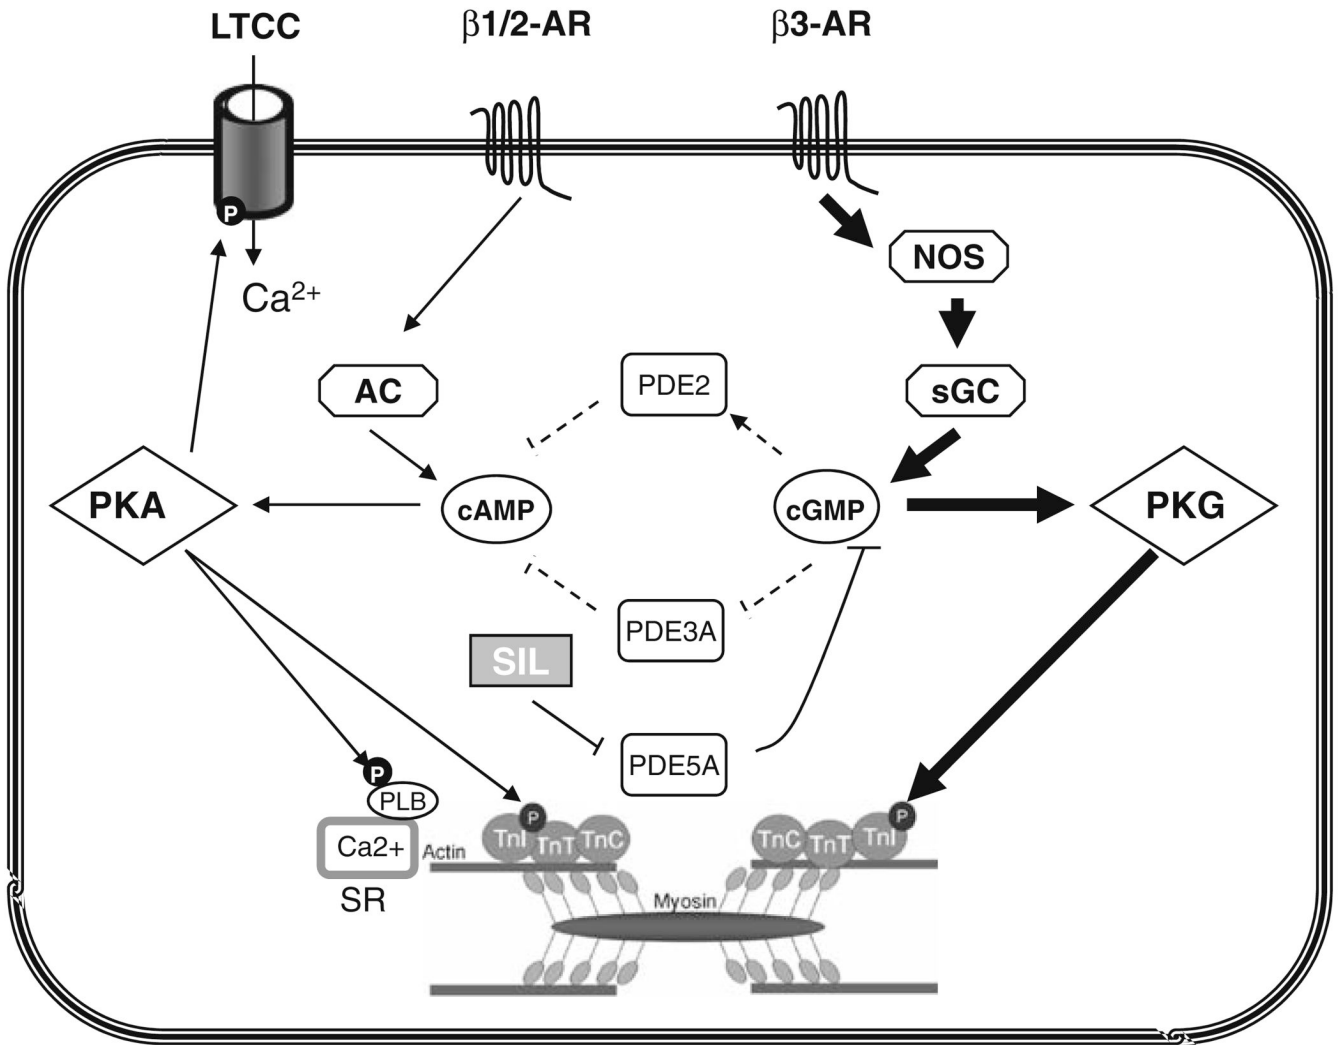 LTCC
β1/2-AR
β3-AR
P
Ca2+
NOS
AC
PDE2
sGC
PKA
cAMP
cGMP
PKG
PDE3A
SIL
PDE5A
P
PLB
Ca2+
SR
Actin
P
TnI
TnT
TnC
TnC
TnT
TnI
P
Myosin